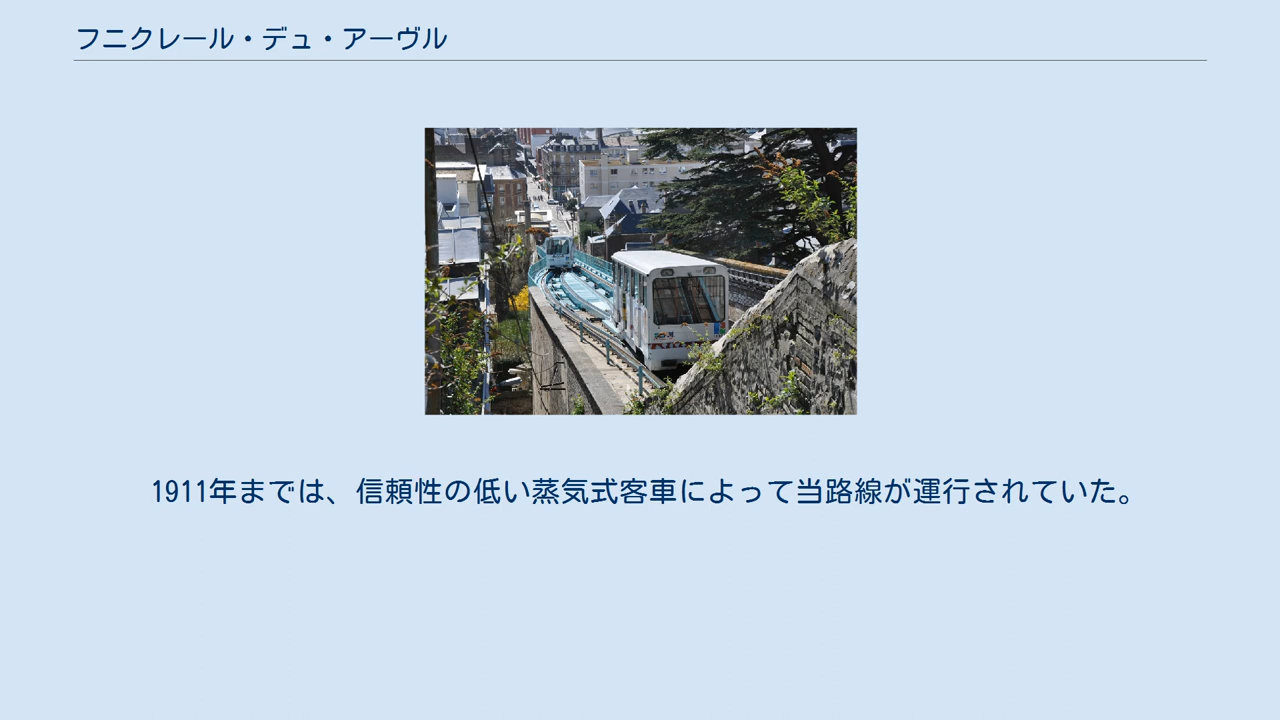 フニクレール・デュ・アーヴル
1911年までは、信頼性の低い蒸気式客車によって当路線が運行されていた。